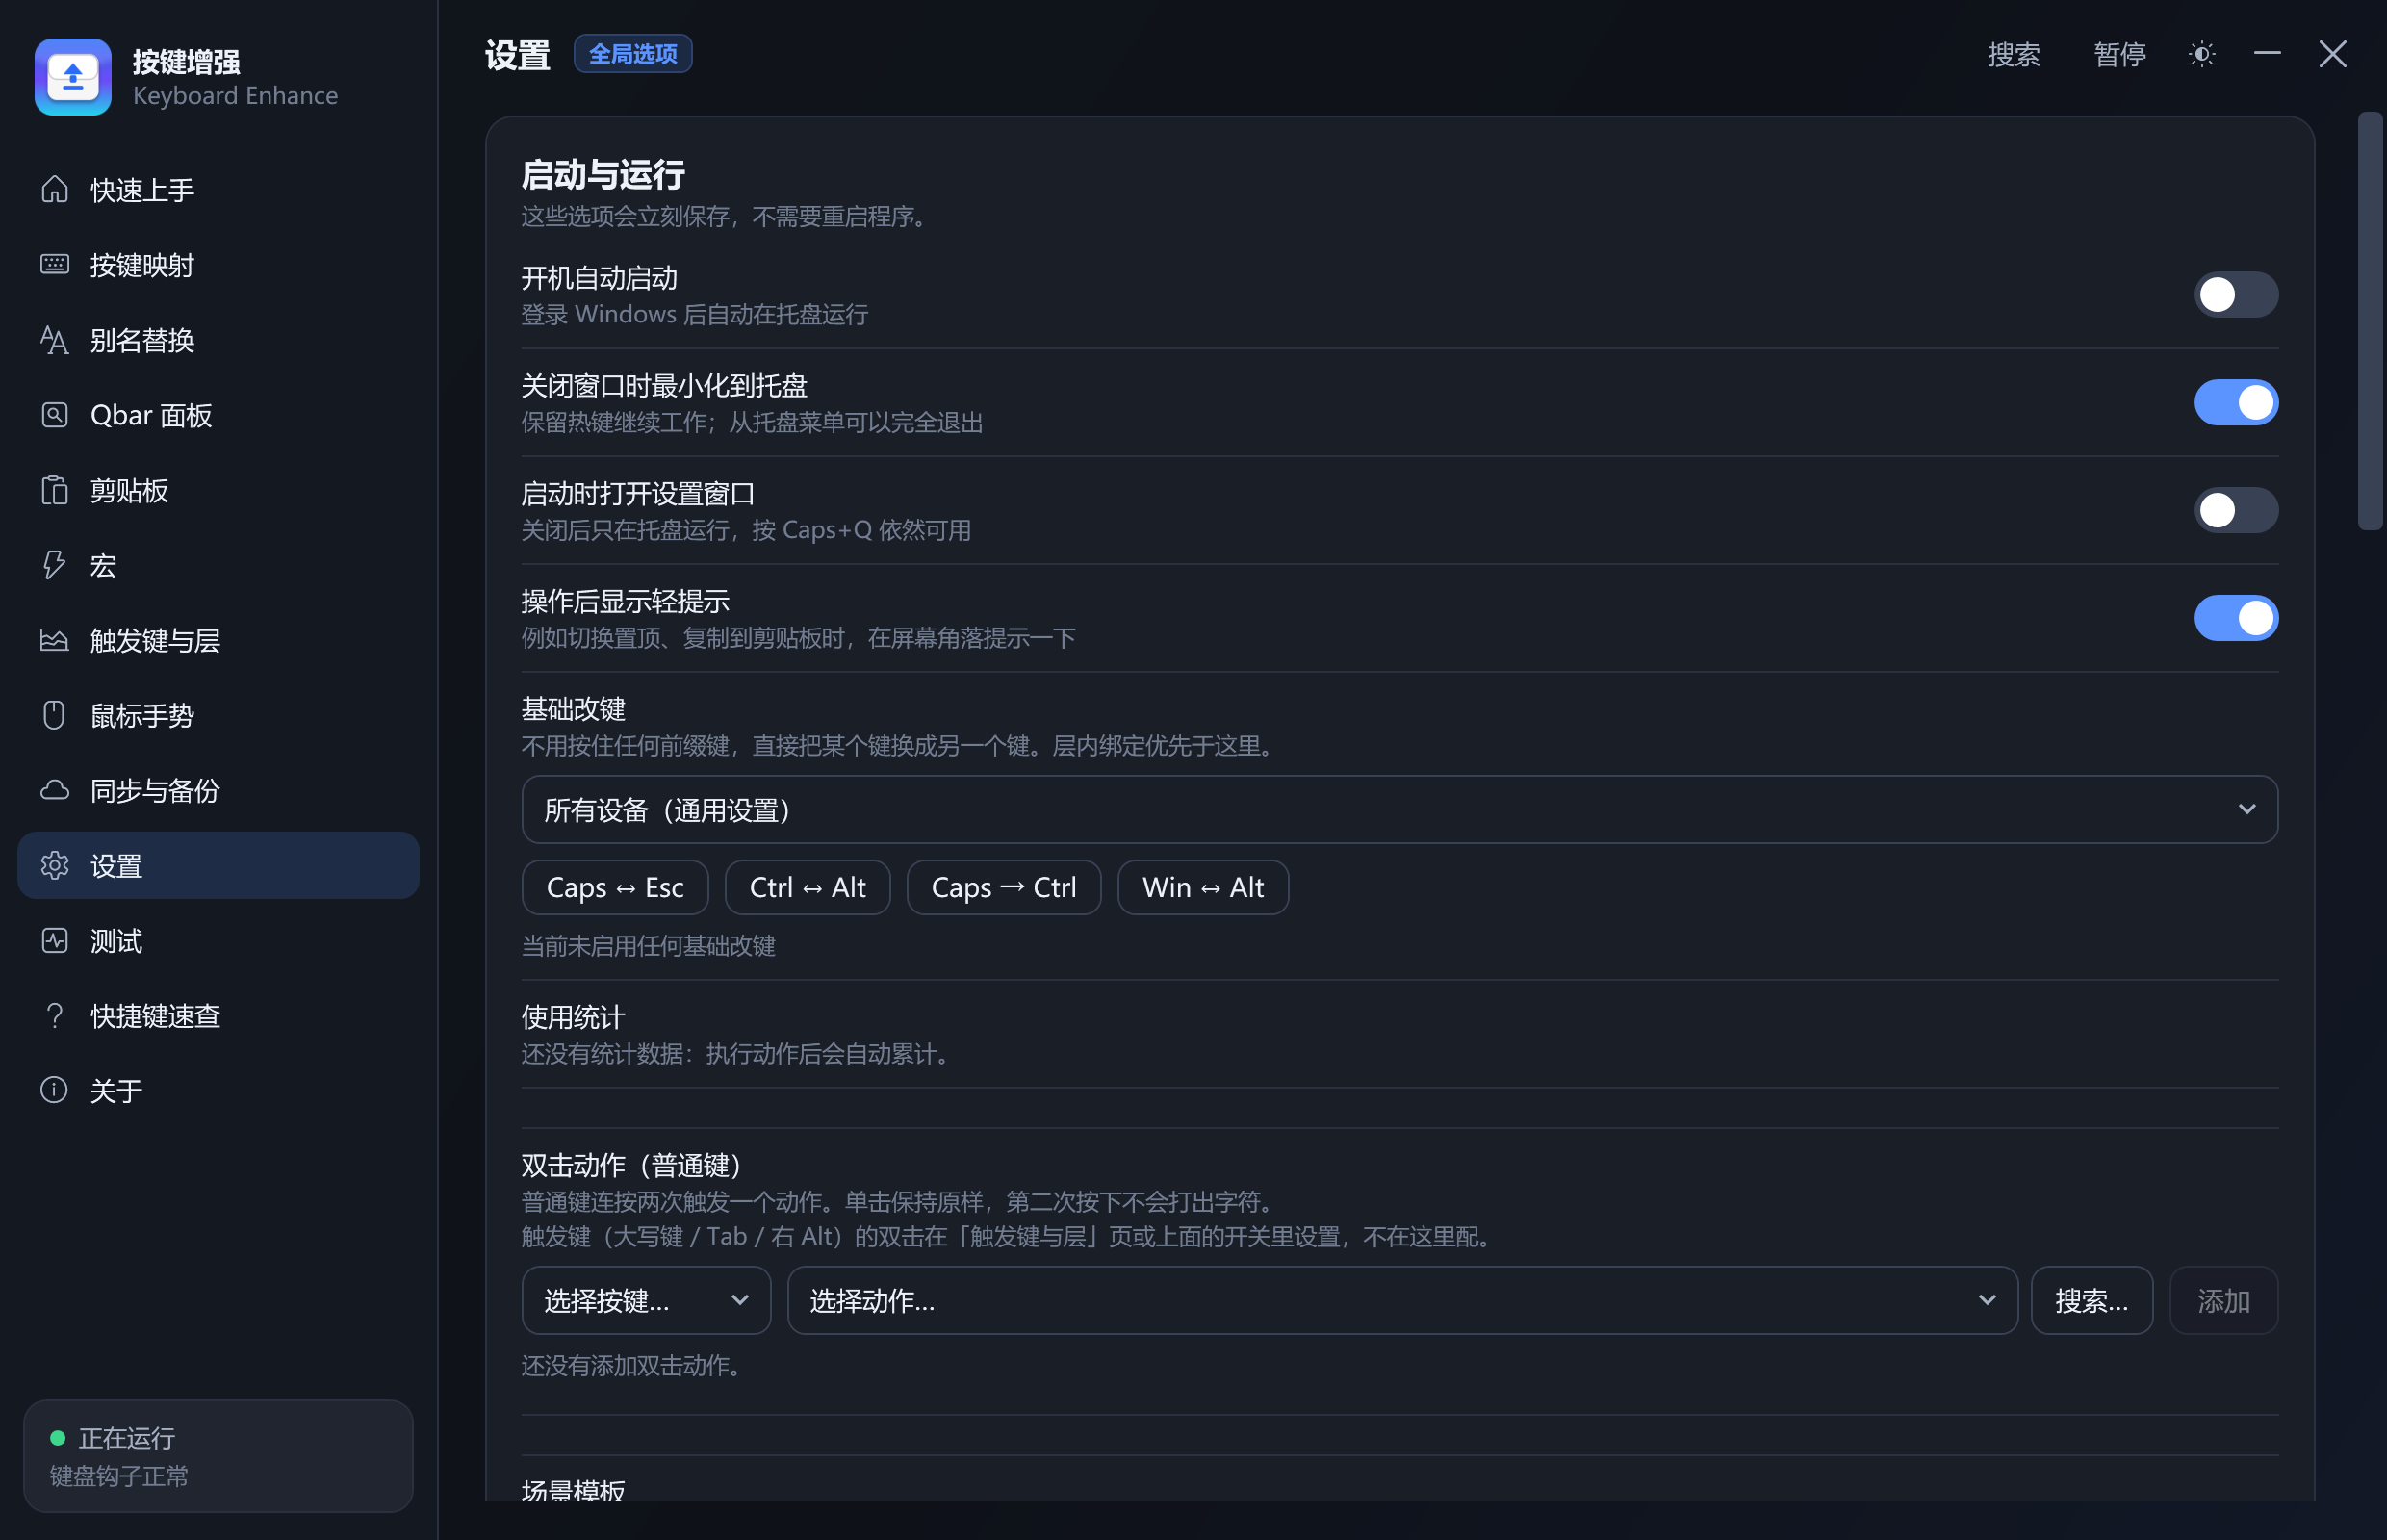 按键增强
Keyboard Enhance
快速上手
按键映射
别名替换
Qbar 面板
剪贴板
宏
触发键与层
鼠标手势
同步与备份
设置
测试
快捷键速查
关于
正在运行
键盘钩子正常
设置 全局选项
搜索 暂停
启动与运行
这些选项会立刻保存，不需要重启程序。
开机自动启动
登录 Windows 后自动在托盘运行
关闭窗口时最小化到托盘
保留热键继续工作；从托盘菜单可以完全退出
启动时打开设置窗口
关闭后只在托盘运行，按 Caps+Q 依然可用
操作后显示轻提示
例如切换置顶、复制到剪贴板时，在屏幕角落提示一下
基础改键
不用按住任何前缀键，直接把某个键换成另一个键。层内绑定优先于这里。
所有设备（通用设置）
Caps ↔ Esc Ctrl ↔ Alt Caps → Ctrl Win ↔ Alt
当前未启用任何基础改键
使用统计
还没有统计数据：执行动作后会自动累计。
双击动作（普通键）
普通键连按两次触发一个动作。单击保持原样，第二次按下不会打出字符。
触发键（大写键 / Tab / 右 Alt）的双击在「触发键与层」页或上面的开关里设置，不在这里配。
选择按键... 选择动作... 搜索... 添加
还没有添加双击动作。
场景模板